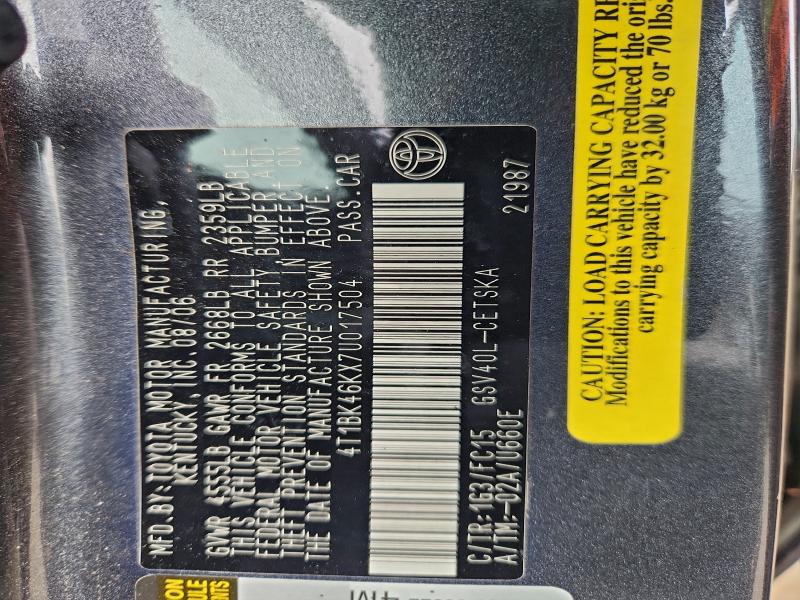 MFD.BY:TOYOTA MOTOR MANUFACTURING,
KENTUCKY, INC. 08/06
GVWR 4555LB GAWR FR 2668LB RR 2359LB
THIS VEHICLE CONFORMS TO ALL APPLICABLE
FEDERAL MOTOR VEHICLE SAFETY, BUMPER AND
THEFT PREVENTION STANDARDS IN EFFECT ON
THE DATE OF MANUFACTURE SHOWN ABOVE.
4T1BK46KX7U017504 PASS.CAR
C/TR:1G3/FC15 GSV40L-CETSKA
A/TM:-02A/U660E 21987
CAUTION: LOAD CARRYING CAPACITY RE
Modifications to this vehicle have reduced the ori
carrying capacity by 32.00 kg or 70 lbs.